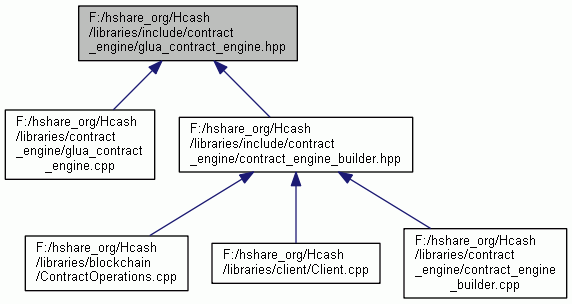 F:/hshare_org/Hcash
/libraries/include/contract
_engine/glua_contract_engine.hpp
F:/hshare_org/Hcash
/libraries/contract
_engine/glua_contract
_engine.cpp
F:/hshare_org/Hcash
/libraries/include/contract
_engine/contract_engine_builder.hpp
F:/hshare_org/Hcash
/libraries/blockchain
/ContractOperations.cpp
F:/hshare_org/Hcash
/libraries/client/Client.cpp
F:/hshare_org/Hcash
/libraries/contract
_engine/contract_engine
_builder.cpp